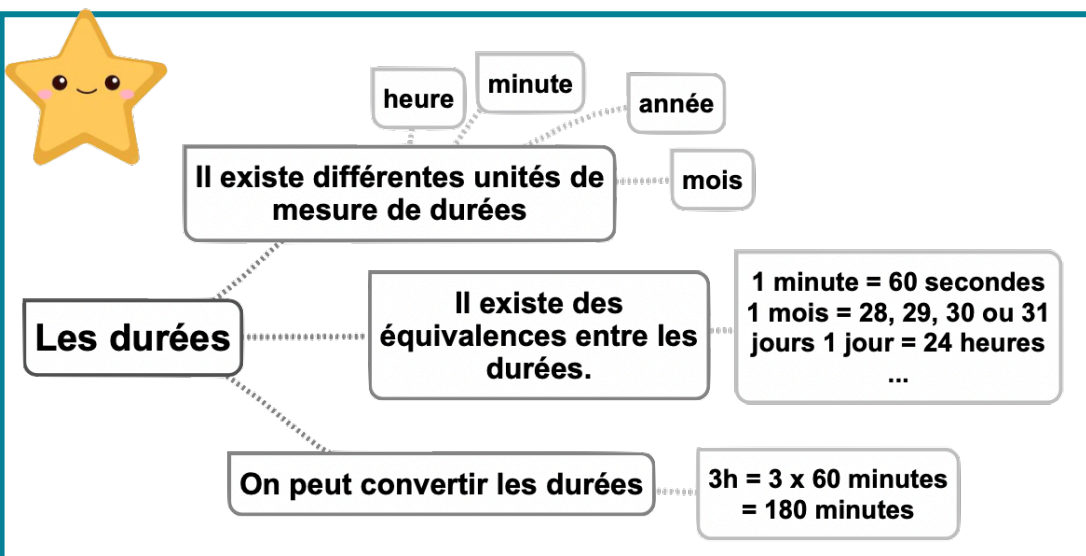 heure
minute
année
Il existe différentes unités de
mesure de durées
mois
Les durées
Il existe des
équivalences entre les
durées.
1 minute = 60 secondes
1 mois = 28, 29, 30 ou 31
jours 1 jour = 24 heures
...
On peut convertir les durées
3h = 3 x 60 minutes
= 180 minutes